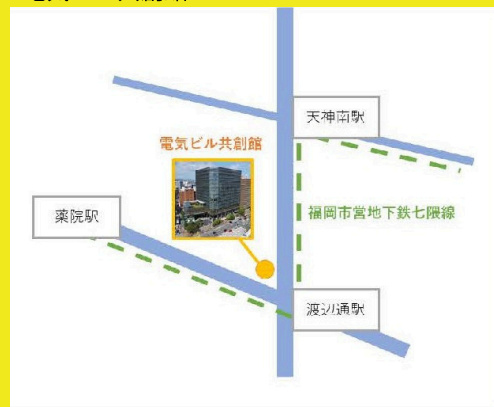 天神南駅
電気ビル共創館
薬院駅
福岡市営地下鉄七隈線
渡辺通駅